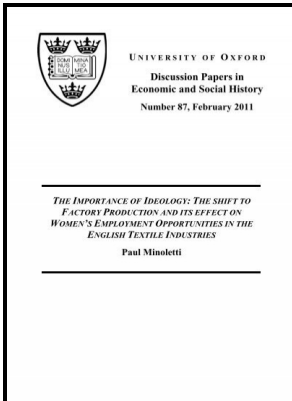 DOMI MINA
NUS TIO
ILLU MEA
UNIVERSITY OF OXFORD
Discussion Papers in
Economic and Social History
Number 87, February 2011
THE IMPORTANCE OF IDEOLOGY: THE SHIFT TO
FACTORY PRODUCTION AND ITS EFFECT ON
WOMEN'S EMPLOYMENT OPPORTUNITIES IN THE
ENGLISH TEXTILE INDUSTRIES
Paul Minoletti